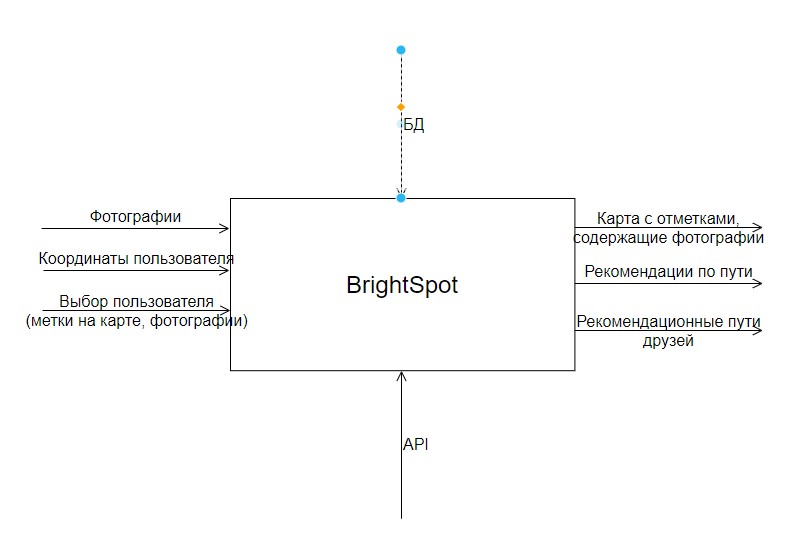 БД
Фотографии
Координаты пользователя
Выбор пользователя
(метки на карте, фотографии)
BrightSpot
Карта с отметками,
содержащие фотографии
Рекомендации по пути
Рекомендационные пути
друзей
API